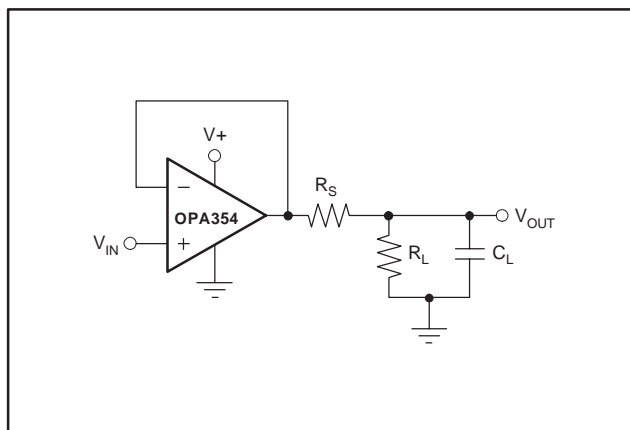 V+
R_S
−
OPA354
V_OUT
V_IN
+
R_L
C_L